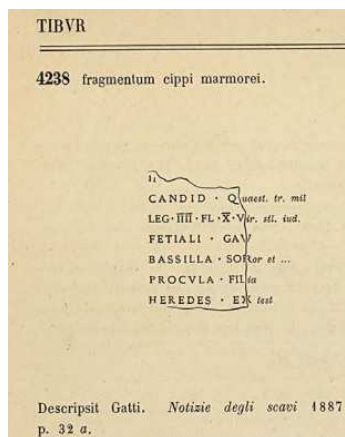 TIBVR
4238 fragmentum cippi marmorei.
CANDID · Quaest. tr. mil
LEG · I̅I̅I̅I̅ · FL · X̅ · Vir. stl. iud.
FETIALI · GAV
BASSILLA · SORor et ...
PROCVLA · FILia
HEREDES · EX test
Descripsit Gatti. Notizie degli scavi 1887
p. 32 a.